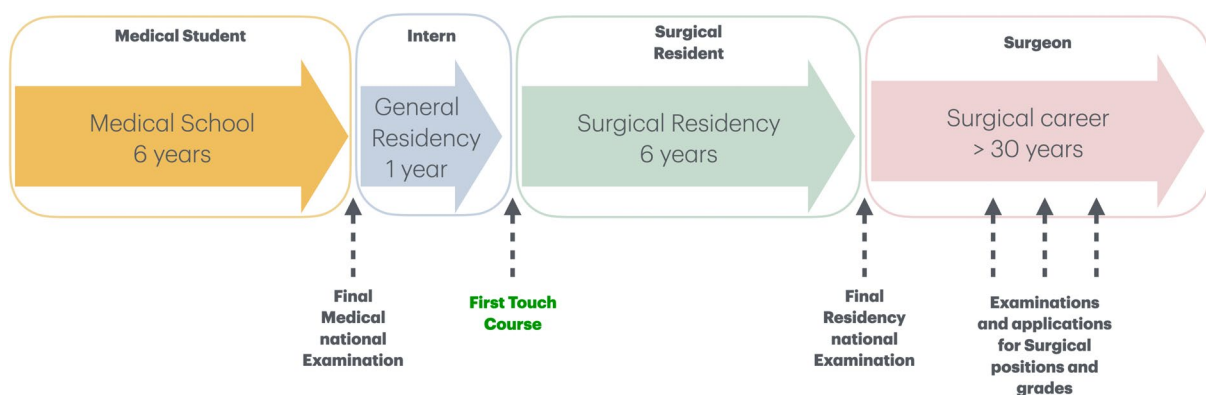 Medical Student
Intern
Surgical
Resident
Surgeon
Medical School
6 years
General
Residency
1 year
Surgical Residency
6 years
Surgical career
> 30 years
Final
Medical
national
Examination
First Touch
Course
Final
Residency
national
Examination
Examinations
and applications
for Surgical
positions and
grades